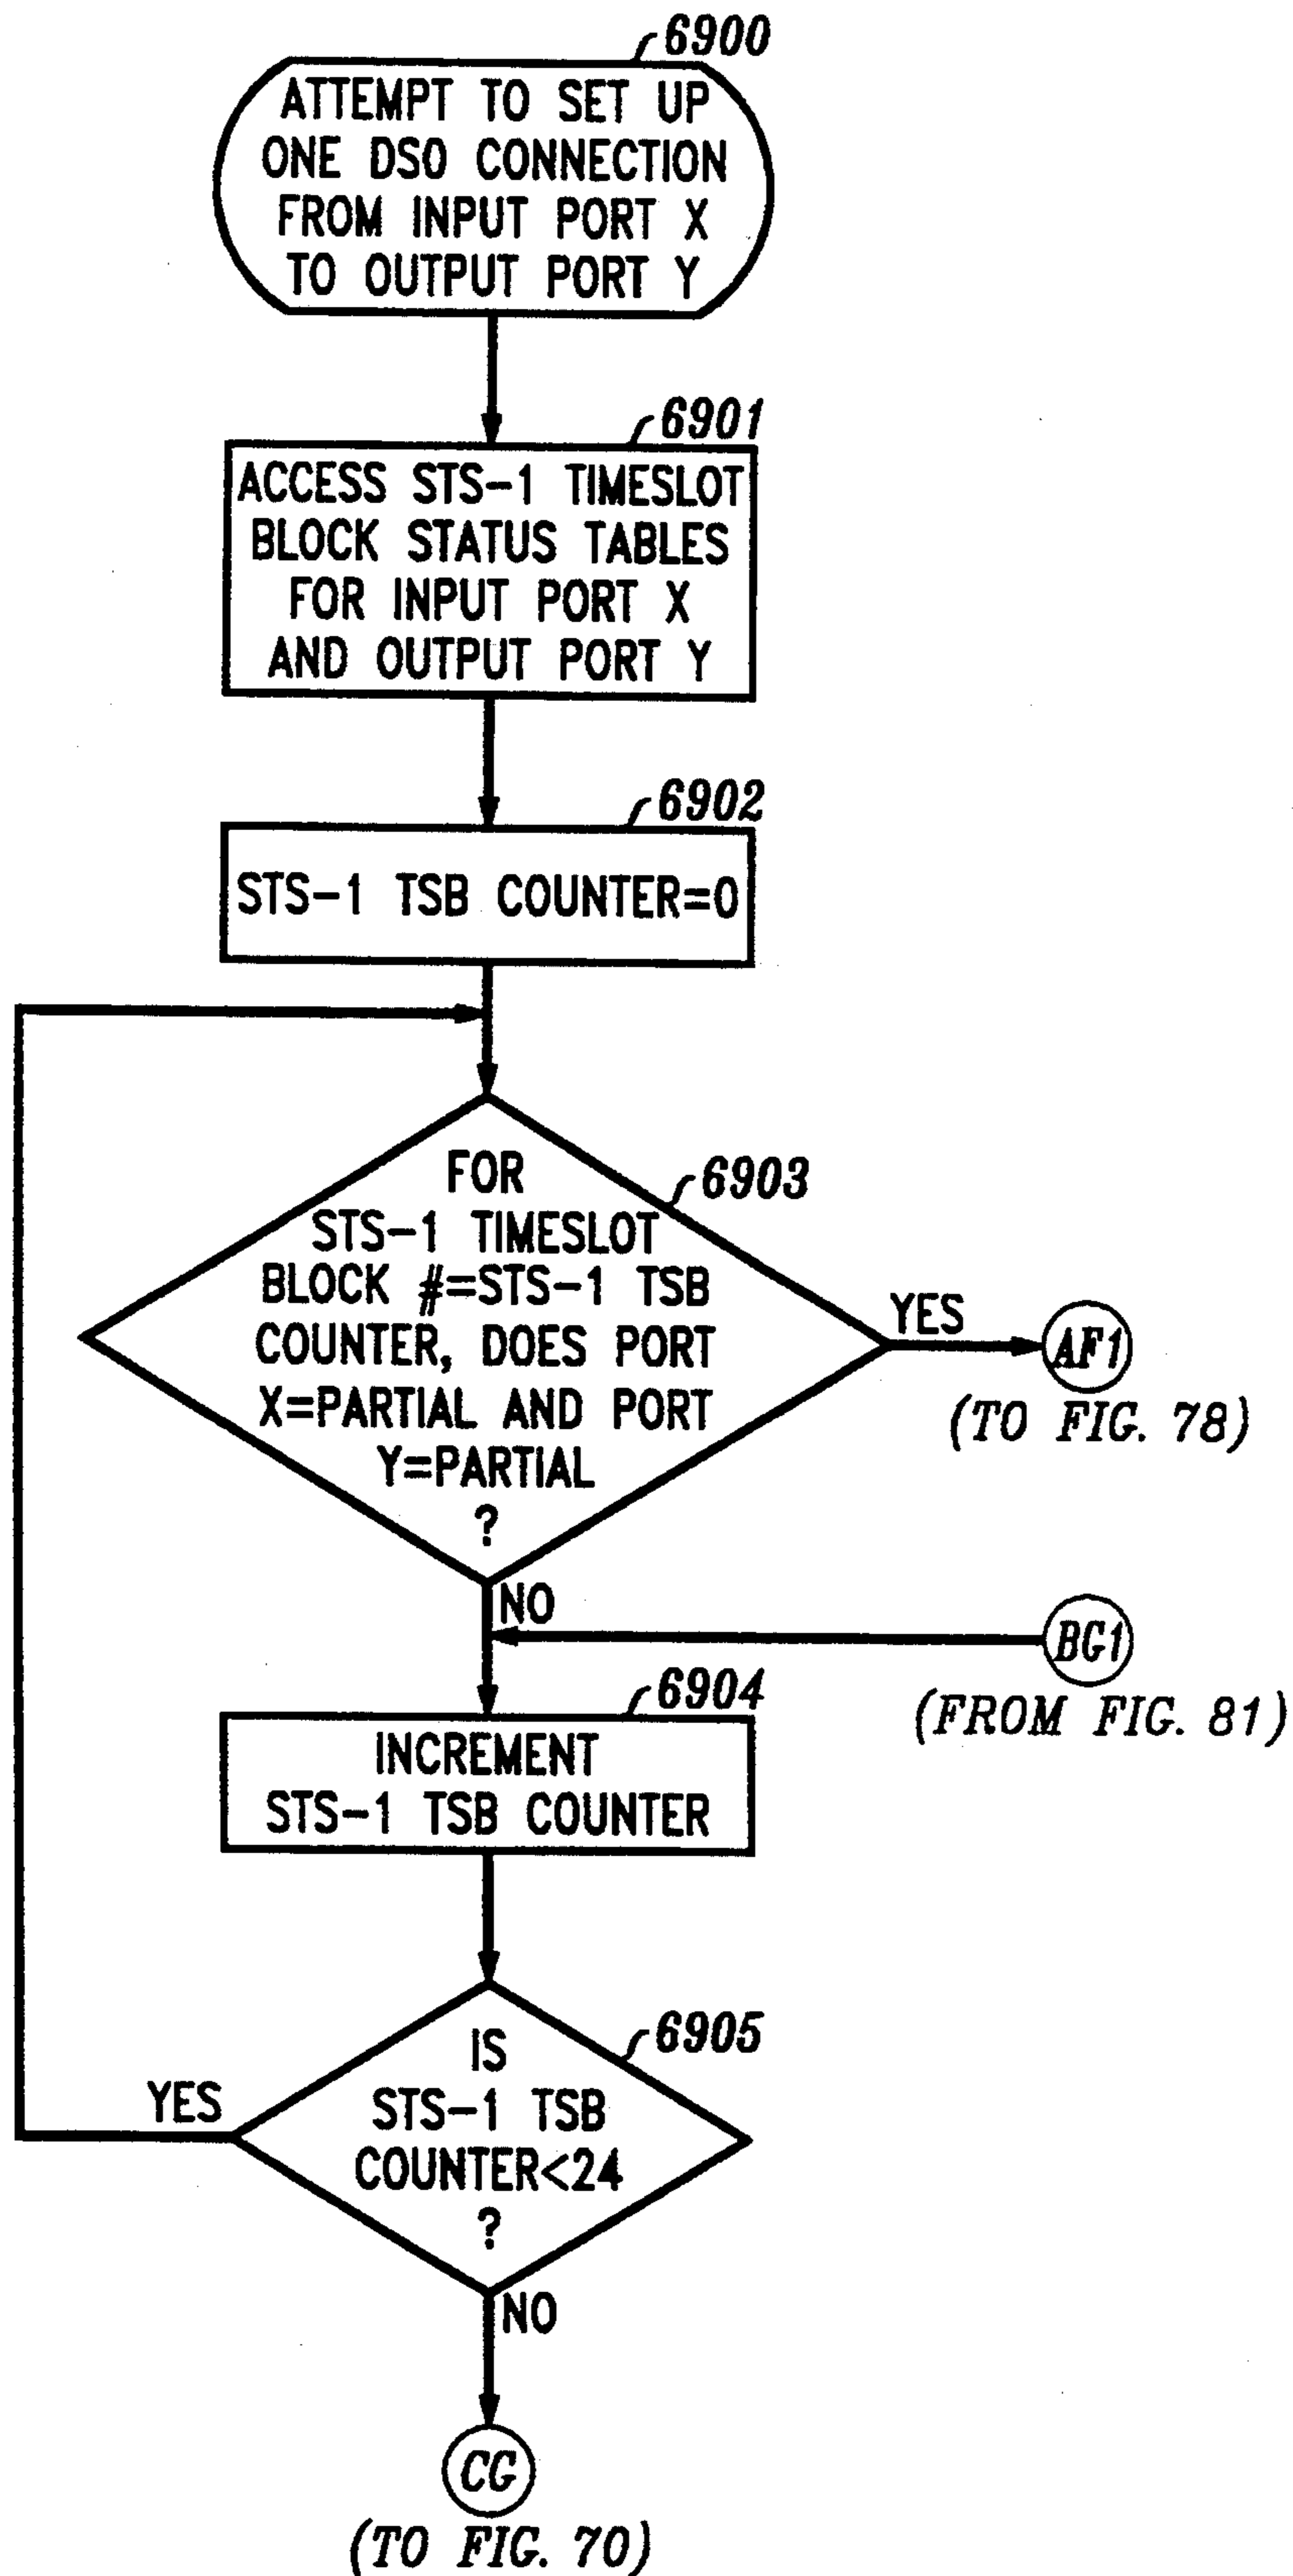 6900
ATTEMPT TO SET UP
ONE DS0 CONNECTION
FROM INPUT PORT X
TO OUTPUT PORT Y
6901
ACCESS STS-1 TIMESLOT
BLOCK STATUS TABLES
FOR INPUT PORT X
AND OUTPUT PORT Y
6902
STS-1 TSB COUNTER=0
6903
FOR
STS-1 TIMESLOT
BLOCK #=STS-1 TSB
COUNTER, DOES PORT
X=PARTIAL AND PORT
Y=PARTIAL
?
YES
AF1
(TO FIG. 78)
NO
BG1
(FROM FIG. 81)
6904
INCREMENT
STS-1 TSB COUNTER
6905
IS
STS-1 TSB
COUNTER<24
?
YES
NO
CG
(TO FIG. 70)